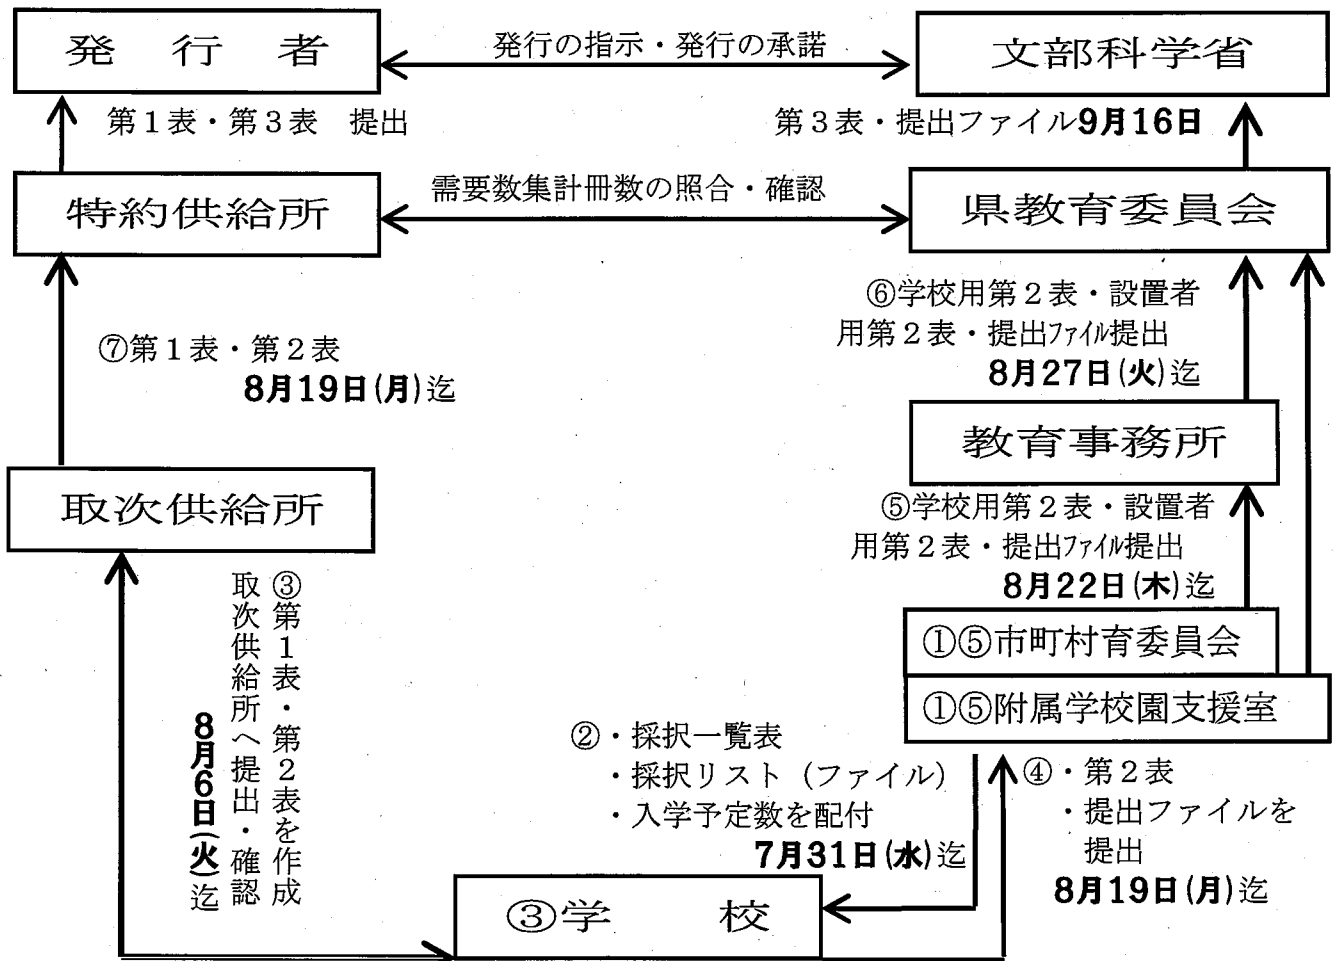 発行者
発行の指示・発行の承諾
文部科学省
第1表・第3表 提出
第3表・提出ファイル9月16日
特約供給所
需要数集計冊数の照合・確認
県教育委員会
⑥学校用第2表・設置者
用第2表・提出ファイル提出
8月27日(火)迄
⑦第1表・第2表
8月19日(月)迄
教育事務所
取次供給所
⑤学校用第2表・設置者
用第2表・提出ファイル提出
8月22日(木)迄
③第1表・第2表を作成
取次供給所へ提出・確認
8月6日(火)迄
①⑤市町村育委員会
①⑤附属学校園支援室
②・採択一覧表
・採択リスト(ファイル)
・入学予定数を配付
7月31日(水)迄
④・第2表
・提出ファイルを
提出
8月19日(月)迄
③学校